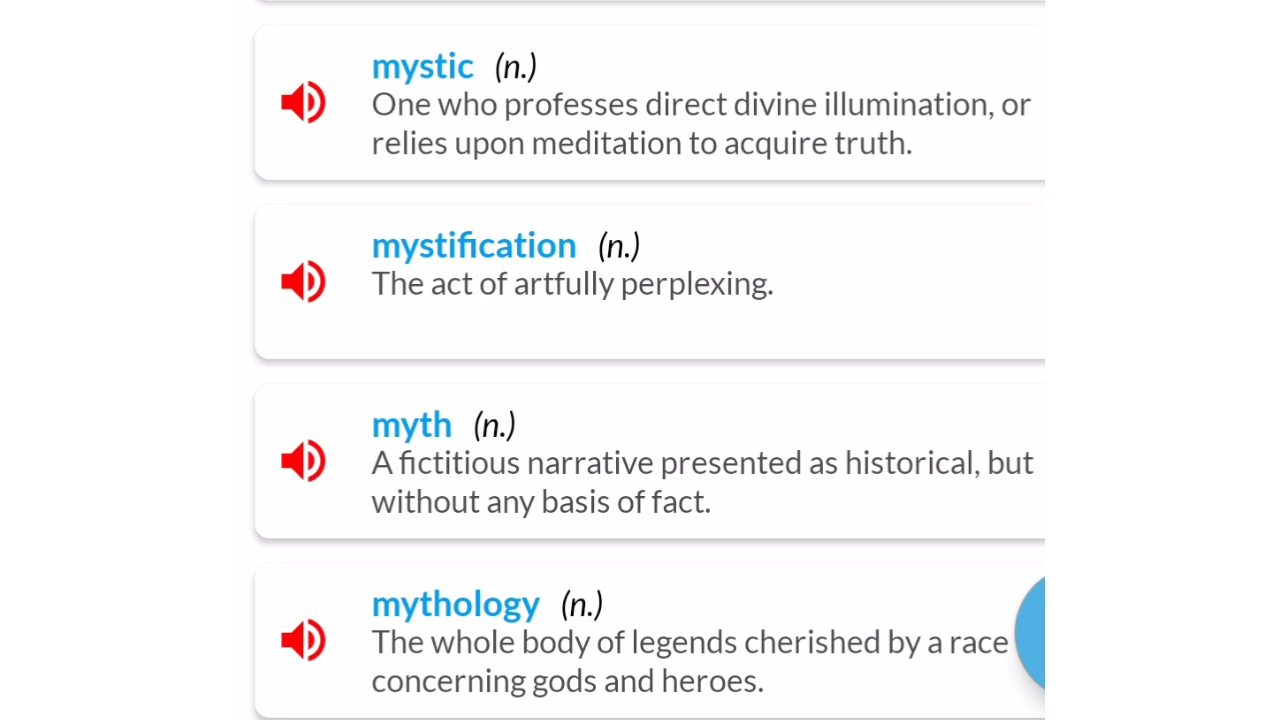 mystic (n.)
One who professes direct divine illumination, or
relies upon meditation to acquire truth.
mystification (n.)
The act of artfully perplexing.
myth (n.)
A fictitious narrative presented as historical, but
without any basis of fact.
mythology (n.)
The whole body of legends cherished by a race
concerning gods and heroes.